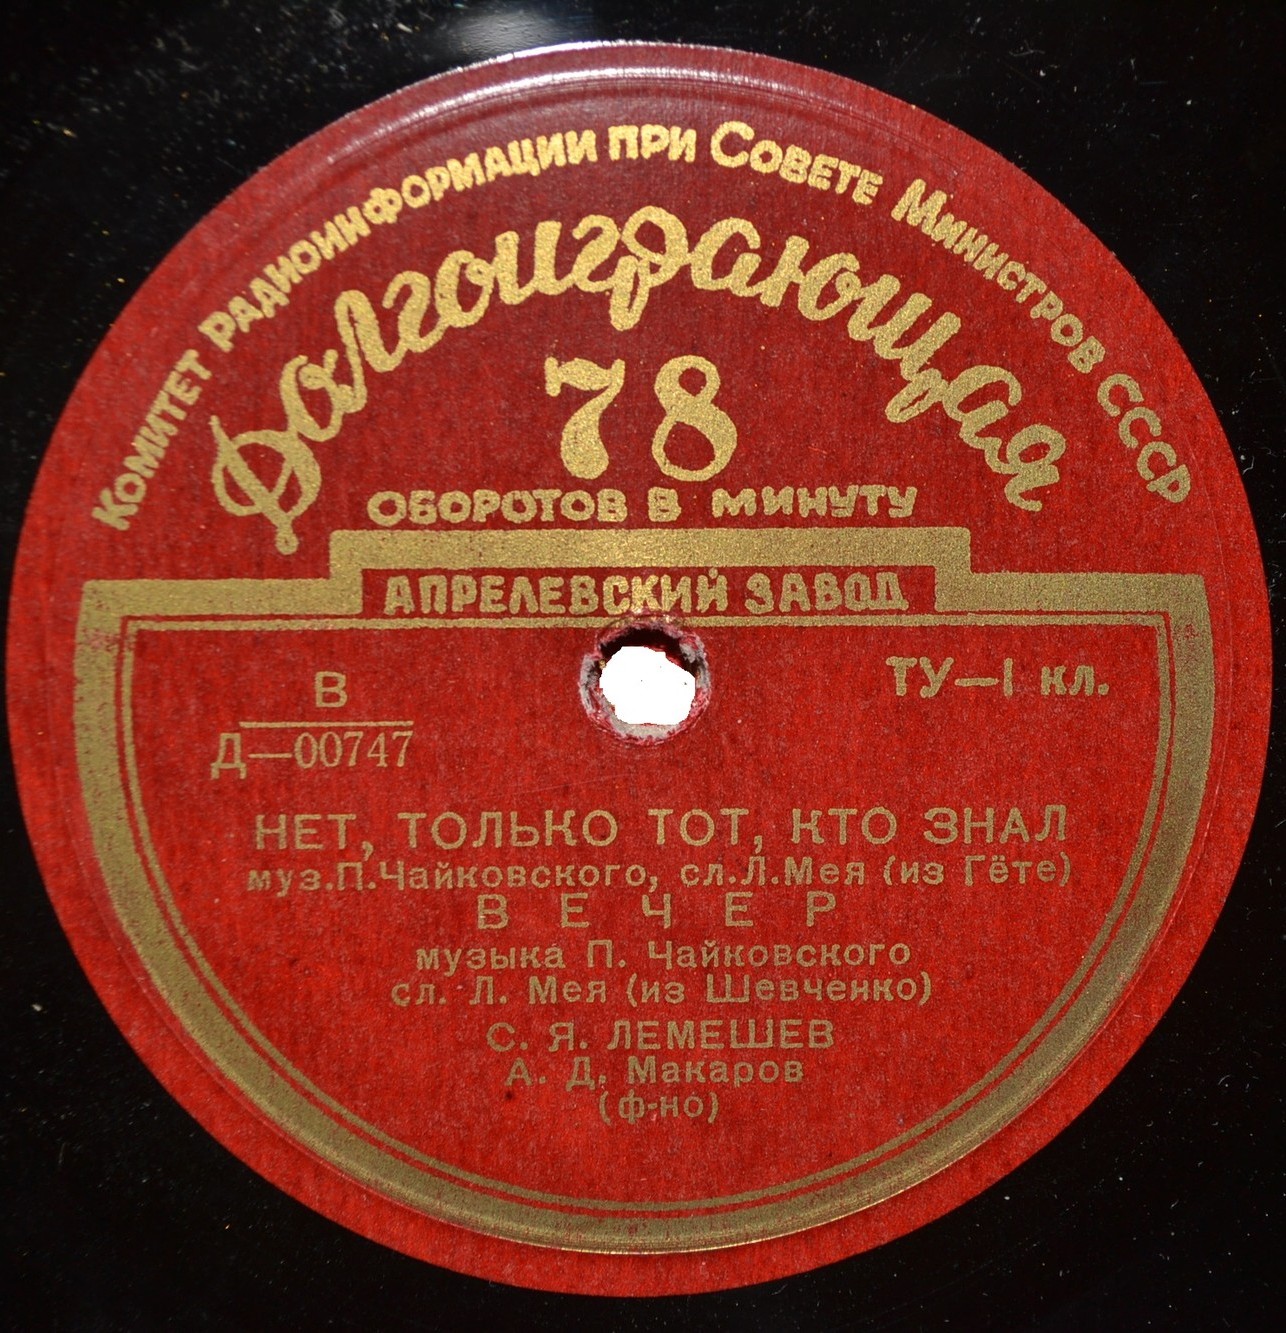 Комитет радиоинформации при Совете Министров СССР
Долгоиграющая
78
оборотов в минуту
АПРЕЛЕВСКИЙ ЗАВОД
В
Д—00747
ТУ—I кл.
НЕТ, ТОЛЬКО ТОТ, КТО ЗНАЛ
муз.П.Чайковского, сл.Л.Мея (из Гёте)
ВЕЧЕР
музыка П. Чайковского
сл. Л. Мея (из Шевченко)
С. Я. ЛЕМЕШЕВ
А. Д. Макаров
(ф-но)